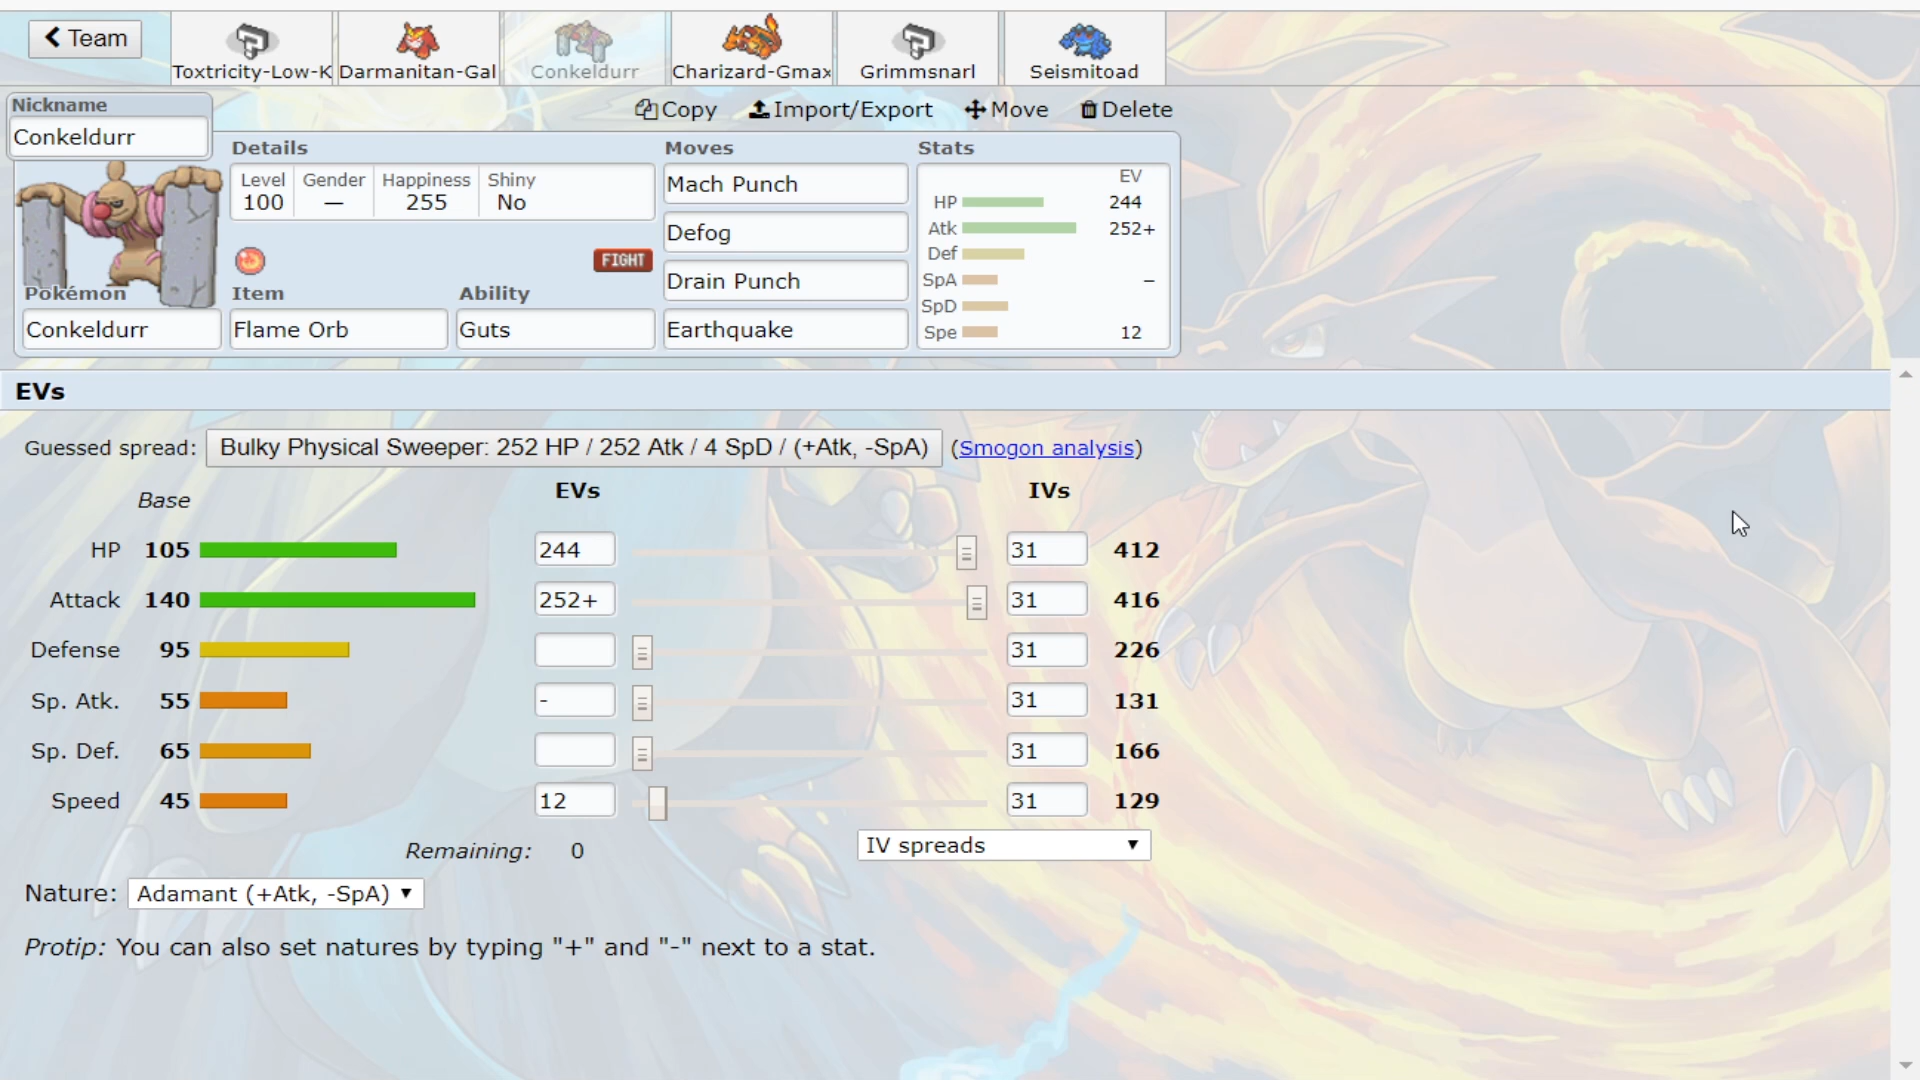 Team
Toxtricity-Low-K
Darmanitan-Gal
Conkeldurr
Charizard-Gmax
Grimmsnarl
Seismitoad
Nickname
Conkeldurr
Copy
Import/Export
Move
Delete
Details
Moves
Stats
Level
Gender
Happiness
Shiny
100
—
255
No
Mach Punch
Defog
Drain Punch
Earthquake
EV
HP 244
Atk 252+
Def
SpA –
SpD
Spe 12
FIGHT
Pokémon
Item
Ability
Conkeldurr
Flame Orb
Guts
EVs
Guessed spread: Bulky Physical Sweeper: 252 HP / 252 Atk / 4 SpD / (+Atk, -SpA) (Smogon analysis)
Base EVs IVs
HP 105 244 31 412
Attack 140 252+ 31 416
Defense 95 31 226
Sp. Atk. 55 - 31 131
Sp. Def. 65 31 166
Speed 45 12 31 129
Remaining: 0
IV spreads
Nature: Adamant (+Atk, -SpA)
Protip: You can also set natures by typing "+" and "-" next to a stat.